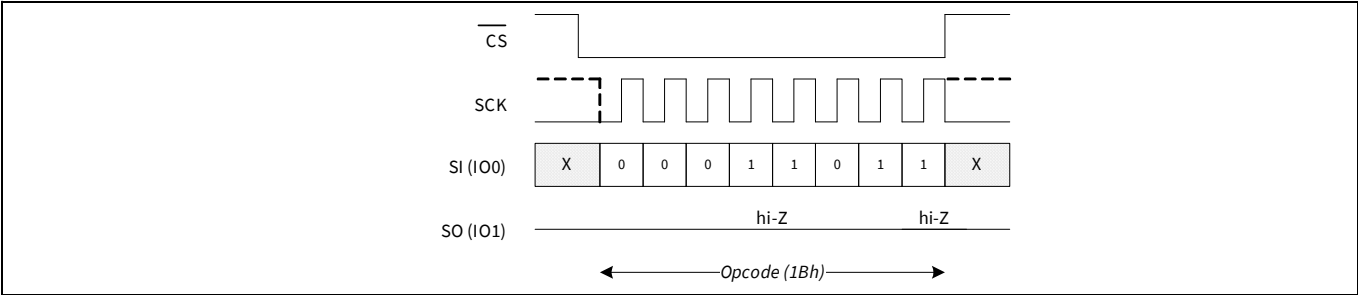 CS
SCK
SI (IO0) X 0 0 0 1 1 0 1 1 X
hi-Z hi-Z
SO (IO1)
Opcode (1Bh)